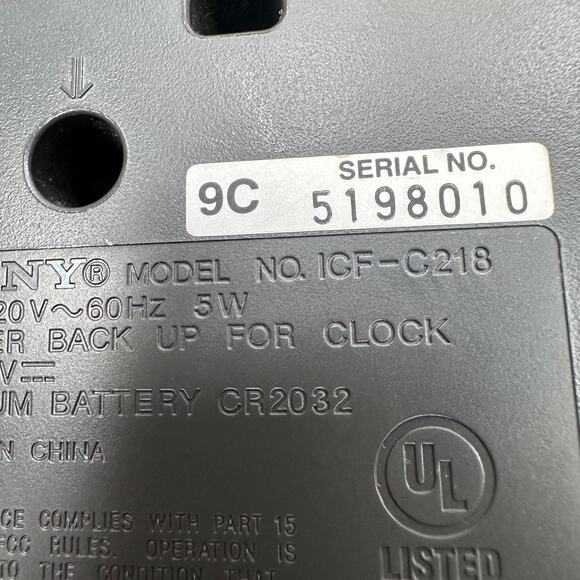 SERIAL NO.
9C 5198010
NY® MODEL NO. ICF-C218
20V~60Hz 5W
ER BACK UP FOR CLOCK
V⎓
UM BATTERY CR2032
N CHINA
UL
LISTED
CE COMPLIES WITH PART 15
FCC RULES. OPERATION IS
TO THE CONDITION THAT